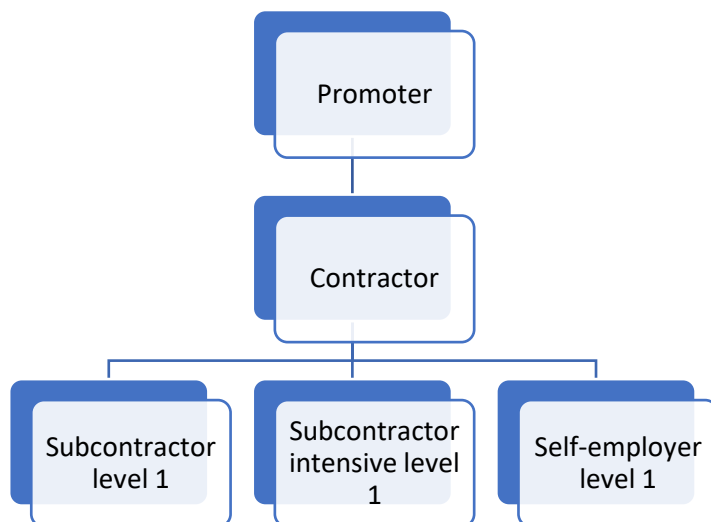 Promoter
Contractor
Subcontractor
level 1
Subcontractor
intensive level
1
Self-employer
level 1